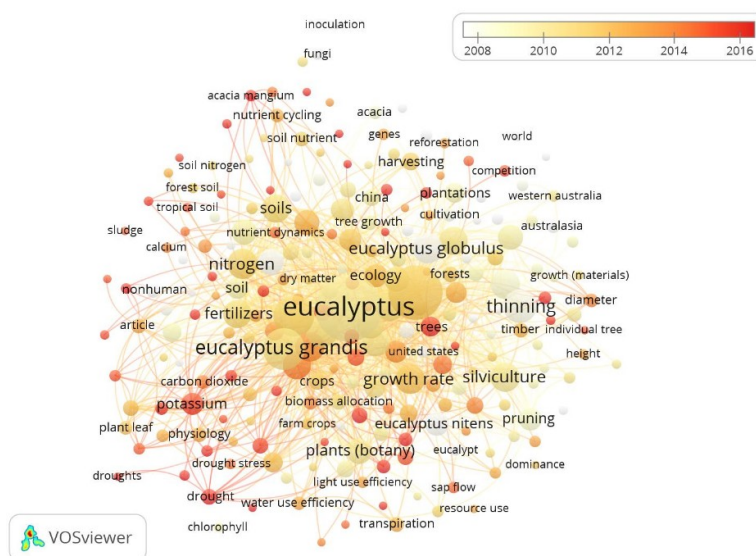 inoculation
2008 2010 2012 2014 2016
fungi
acacia mangium
nutrient cycling
acacia
soil nutrient
genes
reforestation
world
soil nitrogen
harvesting
competition
forest soil
china
plantations
western australia
tropical soil
soils
tree growth
cultivation
sludge
nutrient dynamics
australasia
calcium
eucalyptus globulus
nitrogen
dry matter
ecology
forests
growth (materials)
nonhuman
soil
eucalyptus
thinning
diameter
article
fertilizers
trees
timber
individual tree
eucalyptus grandis
united states
height
carbon dioxide
crops
growth rate
silviculture
potassium
biomass allocation
plant leaf
physiology
farm crops
eucalyptus nitens
pruning
droughts
drought stress
plants (botany)
eucalypt
dominance
drought
light use efficiency
sap flow
water use efficiency
resource use
chlorophyll
transpiration
VOSviewer